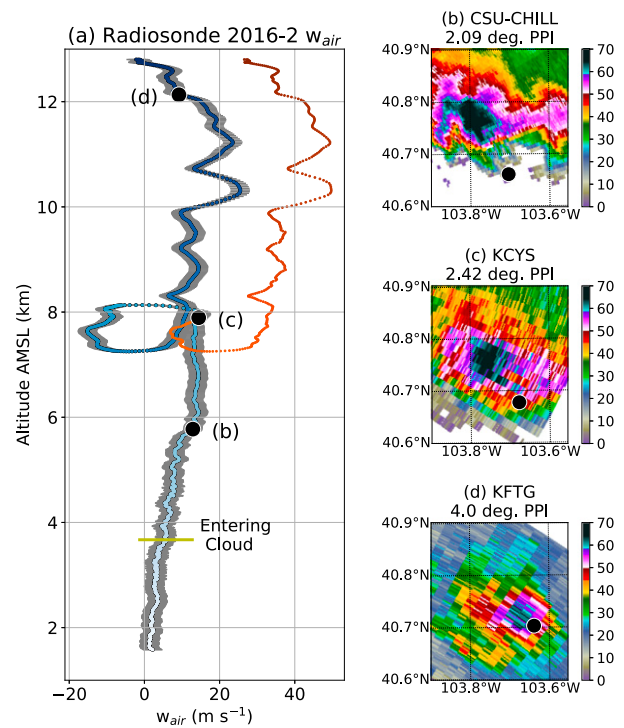 (a) Radiosonde 2016-2 w_air
Altitude AMSL (km)
12
10
8
6
4
2
(d)
(c)
(b)
Entering
Cloud
−20
0
20
40
w_air (m s⁻¹)
(b) CSU-CHILL
2.09 deg. PPI
40.9°N
40.8°N
40.7°N
40.6°N
103.8°W
103.6°W
70
60
50
40
30
20
10
0
(c) KCYS
2.42 deg. PPI
40.9°N
40.8°N
40.7°N
40.6°N
103.8°W
103.6°W
70
60
50
40
30
20
10
0
(d) KFTG
4.0 deg. PPI
40.9°N
40.8°N
40.7°N
40.6°N
103.8°W
103.6°W
70
60
50
40
30
20
10
0